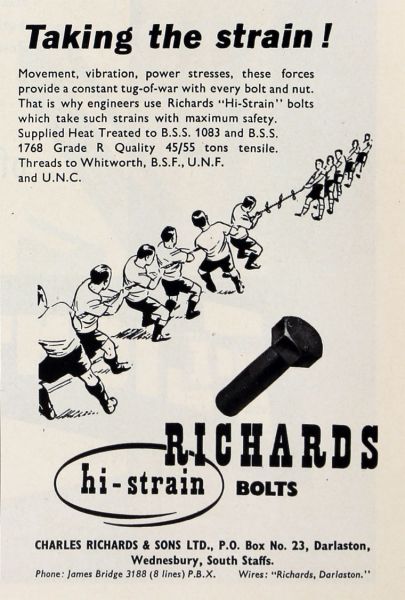 Taking the strain!
Movement, vibration, power stresses, these forces
provide a constant tug-of-war with every bolt and nut.
That is why engineers use Richards "Hi-Strain" bolts
which take such strains with maximum safety.
Supplied Heat Treated to B.S.S. 1083 and B.S.S.
1768 Grade R Quality 45/55 tons tensile.
Threads to Whitworth, B.S.F., U.N.F.
and U.N.C.
RICHARDS
hi-strain BOLTS
CHARLES RICHARDS & SONS LTD., P.O. Box No. 23, Darlaston,
Wednesbury, South Staffs.
Phone: James Bridge 3188 (8 lines) P.B.X. Wires: "Richards, Darlaston."